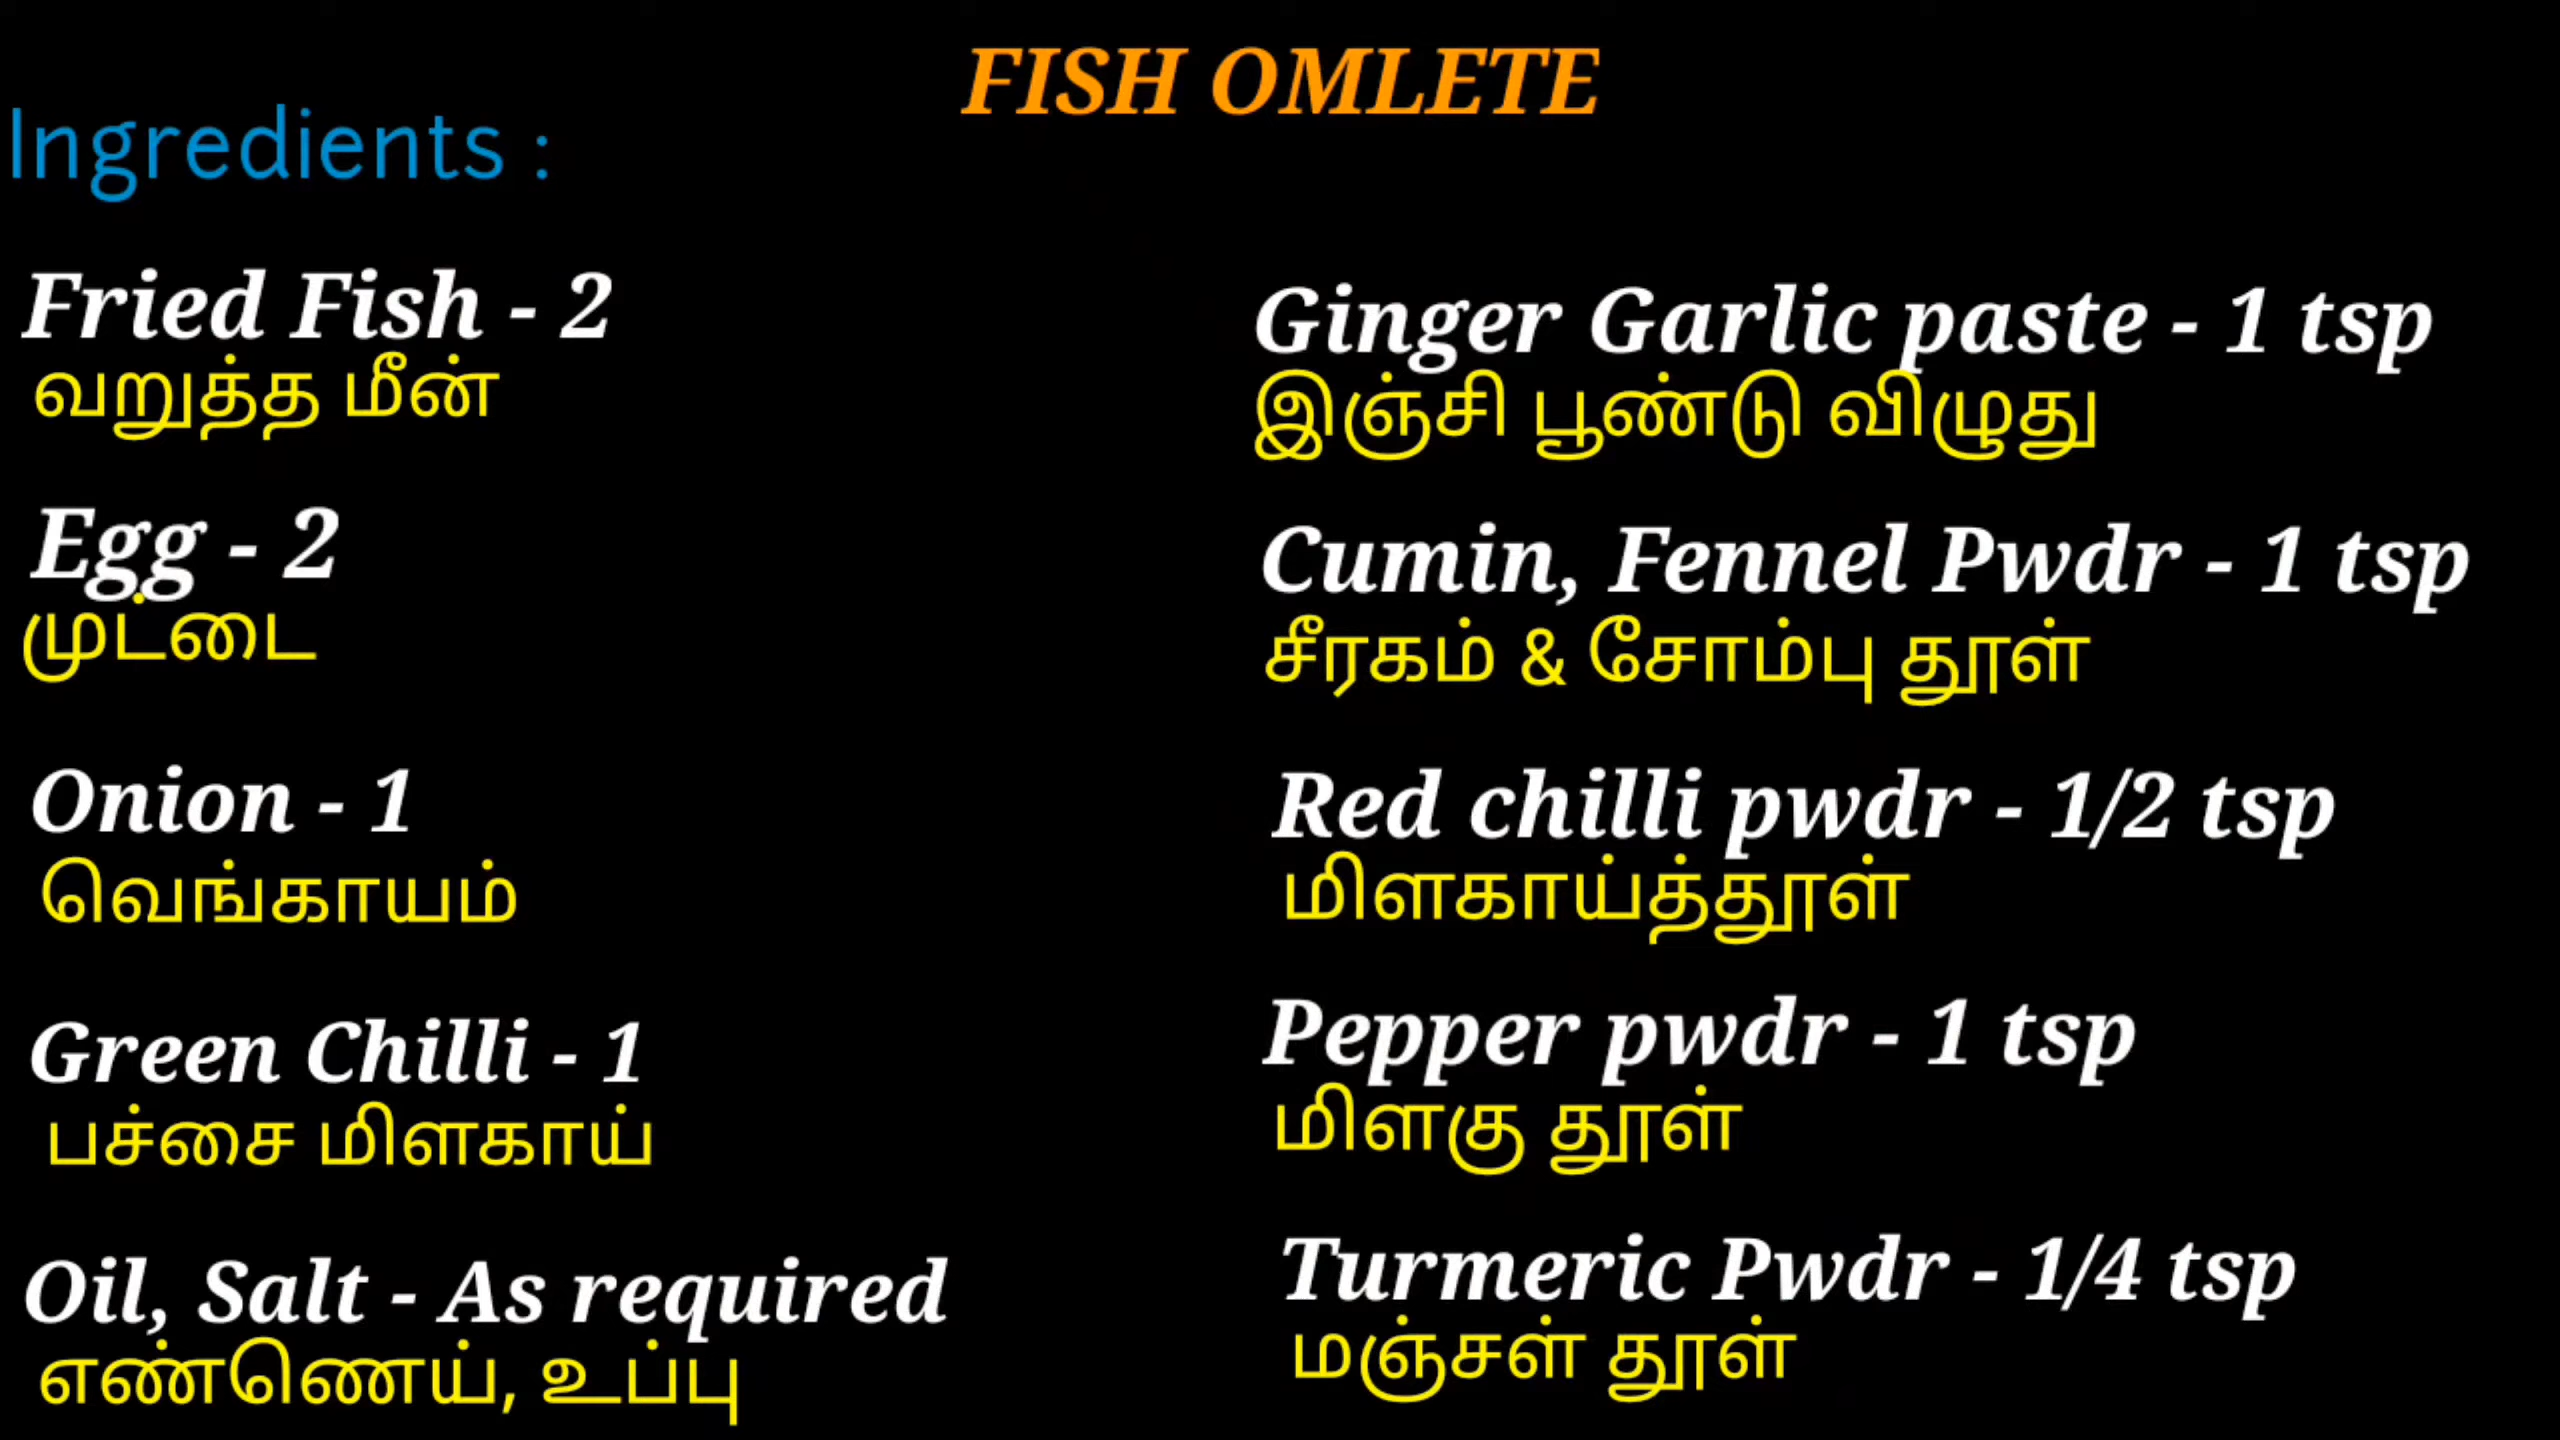 FISH OMLETE
Ingredients :
Fried Fish - 2
வறுத்த மீன்
Egg - 2
முட்டை
Onion - 1
வெங்காயம்
Green Chilli - 1
பச்சை மிளகாய்
Oil, Salt - As required
எண்ணெய், உப்பு
Ginger Garlic paste - 1 tsp
இஞ்சி பூண்டு விழுது
Cumin, Fennel Pwdr - 1 tsp
சீரகம் & சோம்பு தூள்
Red chilli pwdr - 1/2 tsp
மிளகாய்த்தூள்
Pepper pwdr - 1 tsp
மிளகு தூள்
Turmeric Pwdr - 1/4 tsp
மஞ்சள் தூள்